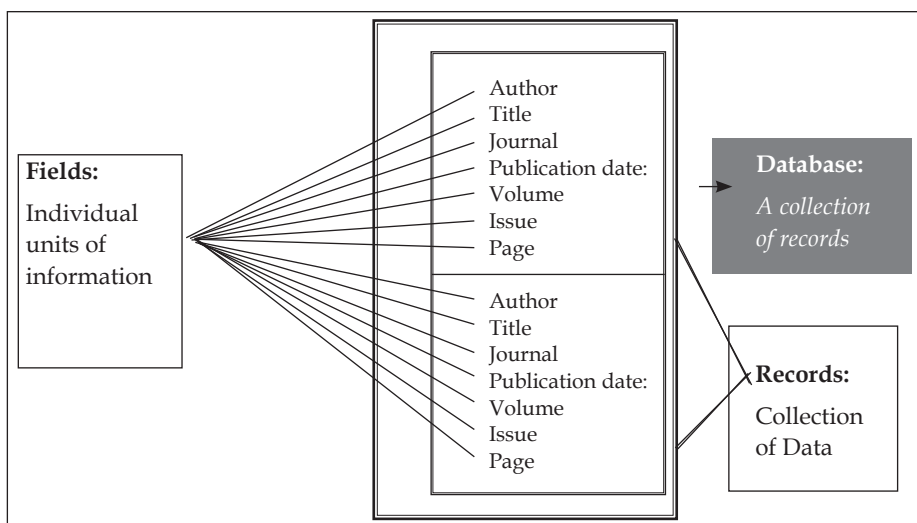 Fields:
Individual
units of
information
Author
Title
Journal
Publication date:
Volume
Issue
Page
Author
Title
Journal
Publication date:
Volume
Issue
Page
Database:
A collection
of records
Records:
Collection
of Data